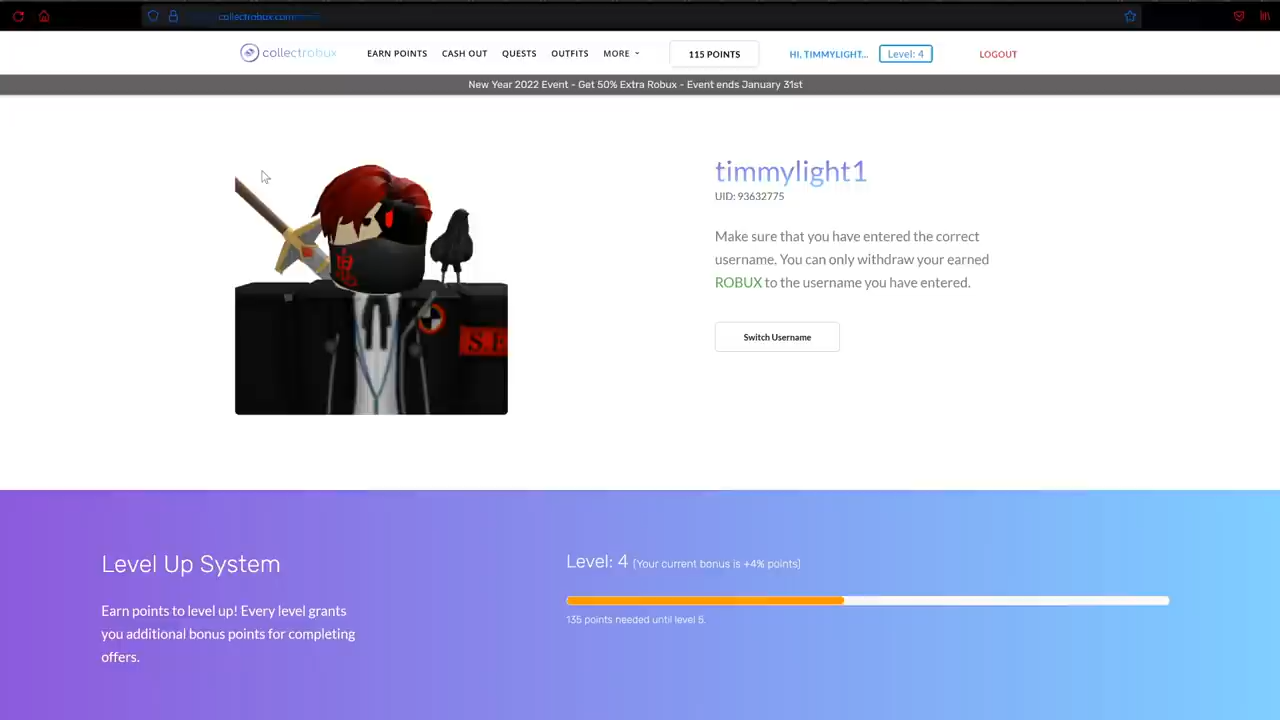 collectrobux.com
collectrobux
EARN POINTS CASH OUT QUESTS OUTFITS MORE
115 POINTS
HI, TIMMYLIGHT...
Level: 4
LOGOUT
New Year 2022 Event - Get 50% Extra Robux - Event ends January 31st
timmylight1
UID: 93632775
Make sure that you have entered the correct
username. You can only withdraw your earned
ROBUX to the username you have entered.
Switch Username
Level Up System
Earn points to level up! Every level grants
you additional bonus points for completing
offers.
Level: 4 (Your current bonus is +4% points)
135 points needed until level 5.